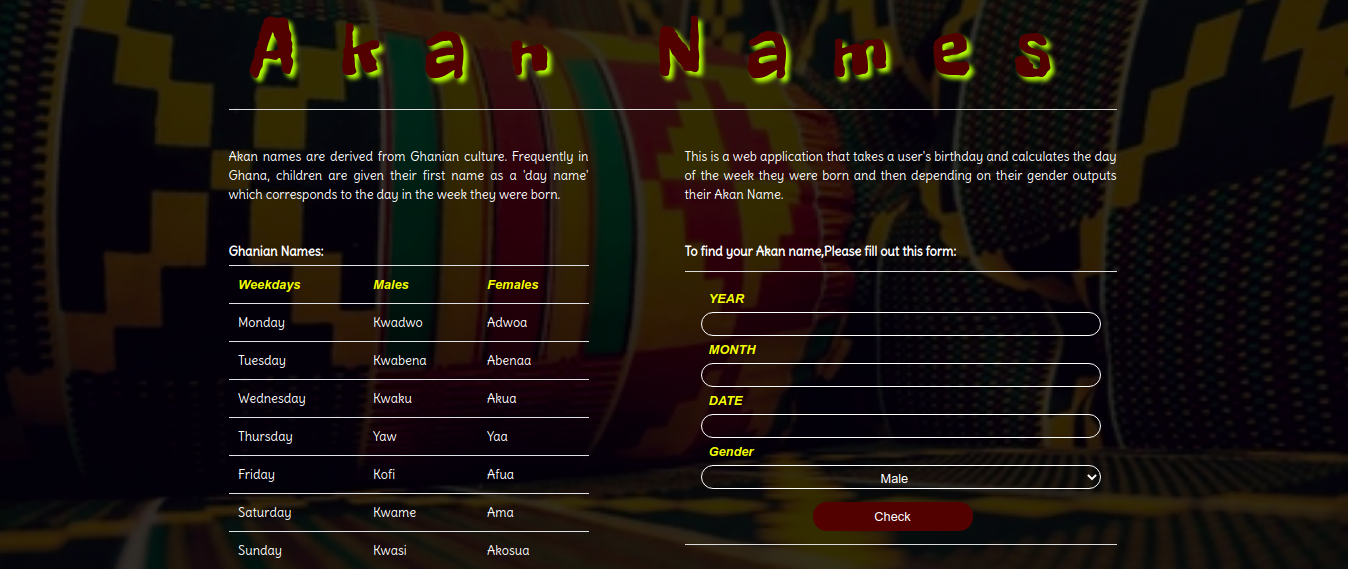 Akan Names
Akan names are derived from Ghanian culture. Frequently in
Ghana, children are given their first name as a 'day name'
which corresponds to the day in the week they were born.
Ghanian Names:
Weekdays Males Females
Monday Kwadwo Adwoa
Tuesday Kwabena Abenaa
Wednesday Kwaku Akua
Thursday Yaw Yaa
Friday Kofi Afua
Saturday Kwame Ama
Sunday Kwasi Akosua
This is a web application that takes a user's birthday and calculates the day
of the week they were born and then depending on their gender outputs
their Akan Name.
To find your Akan name,Please fill out this form:
YEAR
MONTH
DATE
Gender
Male
Check